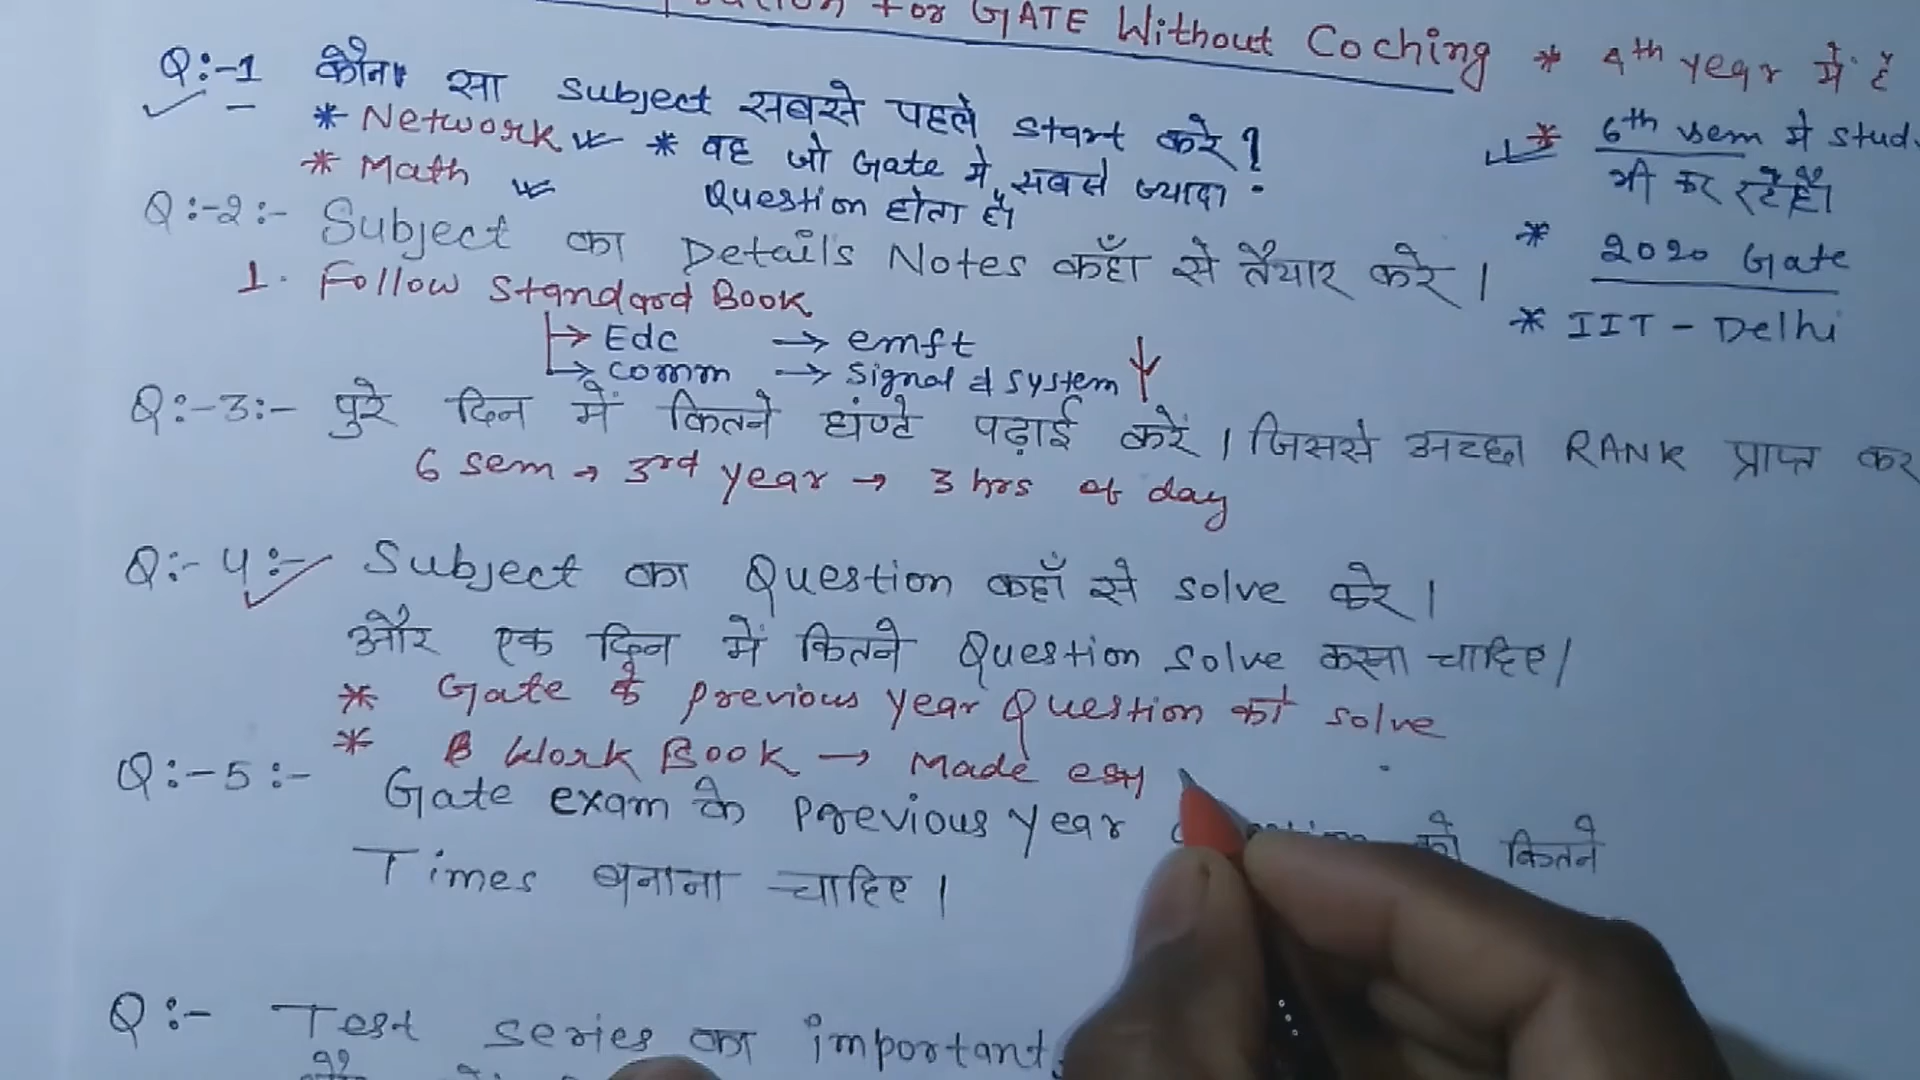 for GATE Without Coching
* 4th year में है
Q:-1 कौन सा subject सबसे पहले start करे?
* Network * वह जो Gate मे सबसे ज्यादा
* Math Question होता है।
* 6th sem मे stud.
भी कर रहे है।
* 2020 Gate
* IIT - Delhi
Q:-2:- Subject का Details Notes कहाँ से तैयार करे।
1. Follow Standard Book
→ Edc → emft
→ comm → signal & system
Q:-3:- पुरे दिन में कितने घंण्टे पढ़ाई करें। जिससे अच्छा RANK प्राप्त कर
6 sem → 3rd year → 3 hrs of day
Q:-4:- Subject का Question कहाँ से solve करे।
और एक दिन में कितने Question solve करना चाहिए।
* Gate के previous year Question को solve
* Work Book → Made easy
Q:-5:- Gate exam के Previous year को कितने
Times बनाना चाहिए।
Q:- Test series का important